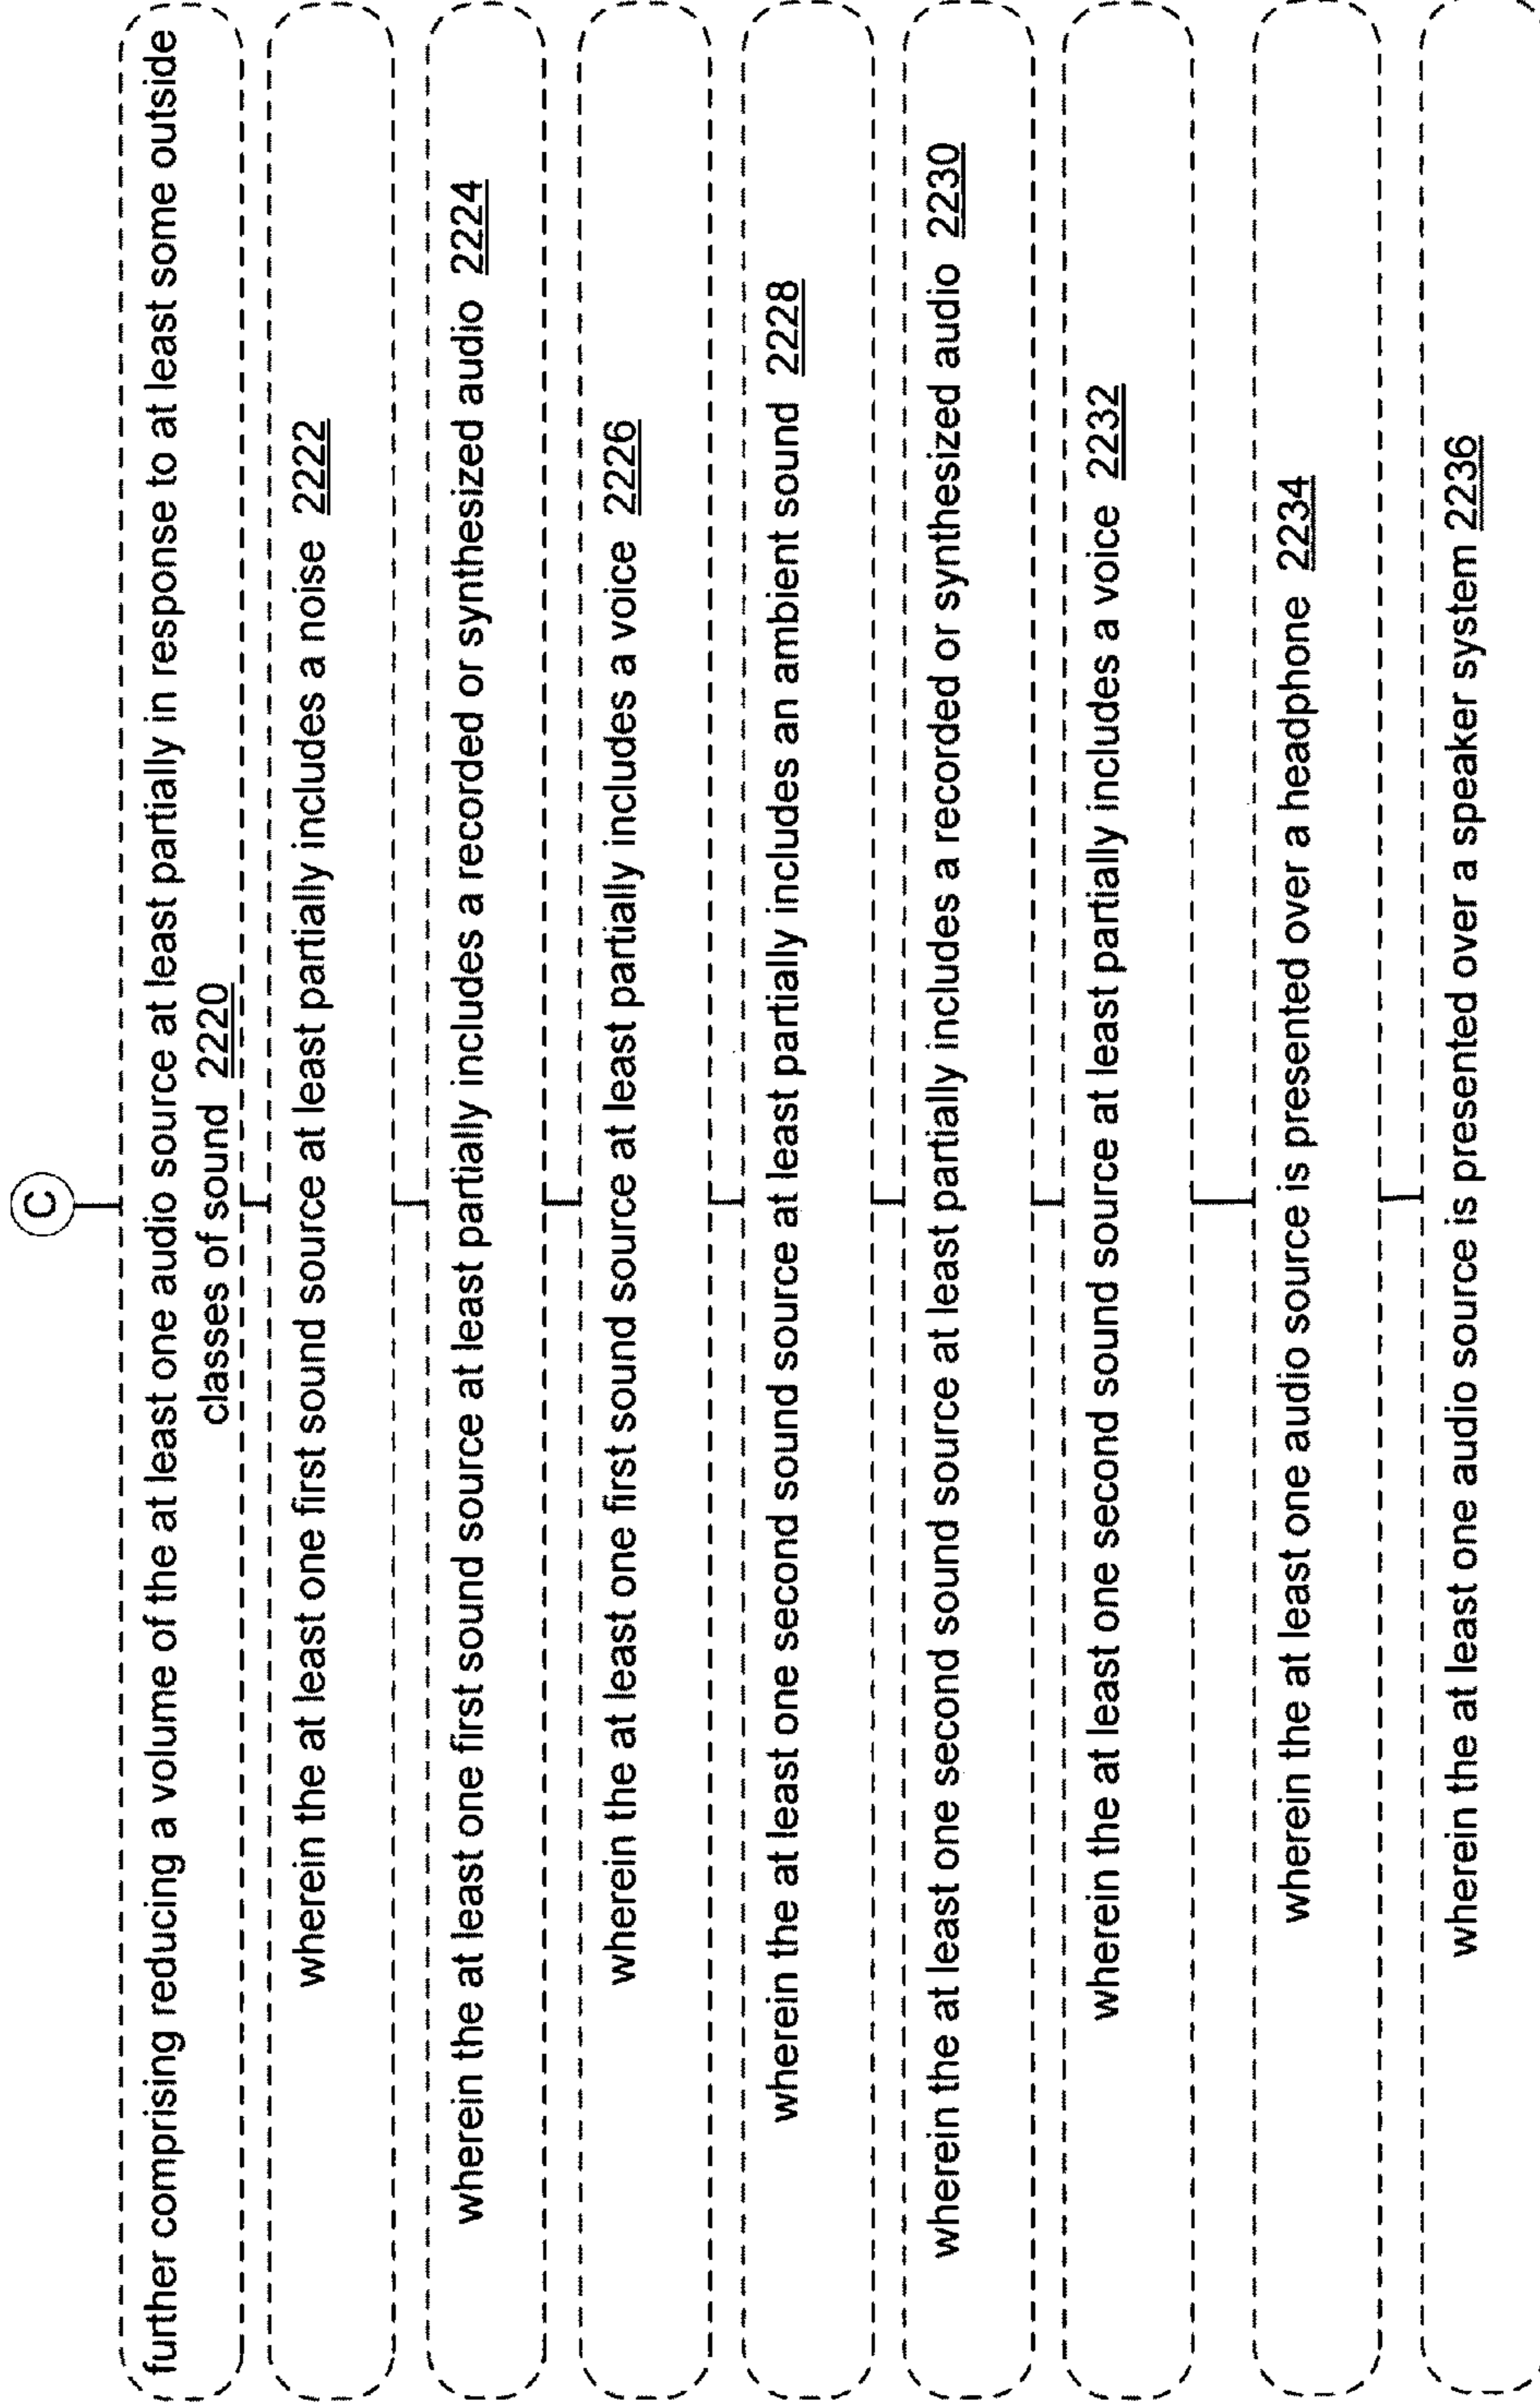 C
further comprising reducing a volume of the at least one audio source at least partially in response to at least some outside
classes of sound 2220
wherein the at least one first sound source at least partially includes a noise 2222
wherein the at least one first sound source at least partially includes a recorded or synthesized audio 2224
wherein the at least one first sound source at least partially includes a voice 2226
wherein the at least one second sound source at least partially includes an ambient sound 2228
wherein the at least one second sound source at least partially includes a recorded or synthesized audio 2230
wherein the at least one second sound source at least partially includes a voice 2232
wherein the at least one audio source is presented over a headphone 2234
wherein the at least one audio source is presented over a speaker system 2236